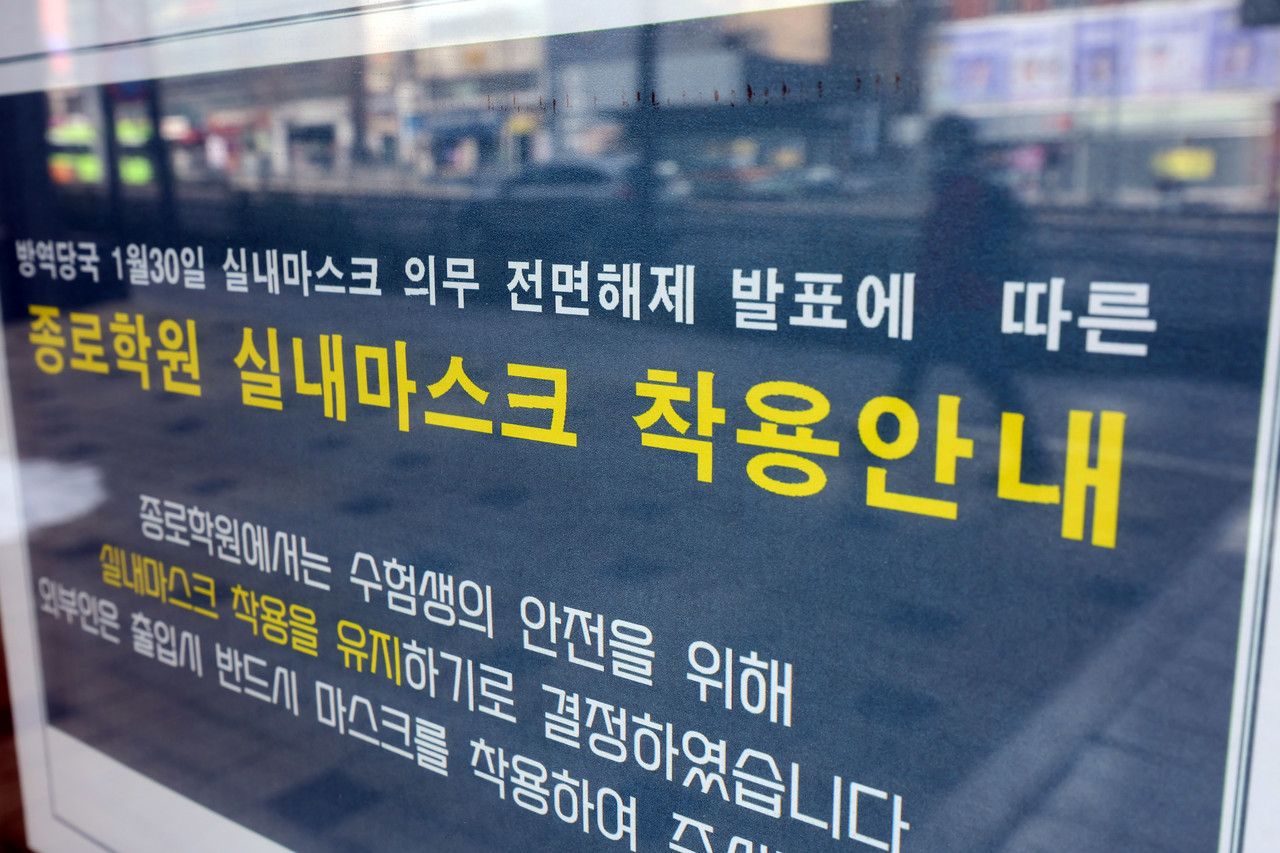 방역당국 1월30일 실내마스크 의무 전면해제 발표에 따른
종로학원 실내마스크 착용안내
종로학원에서는 수험생의 안전을 위해
실내마스크 착용을 유지하기로 결정하였습니다
외부인은 출입시 반드시 마스크를 착용하여